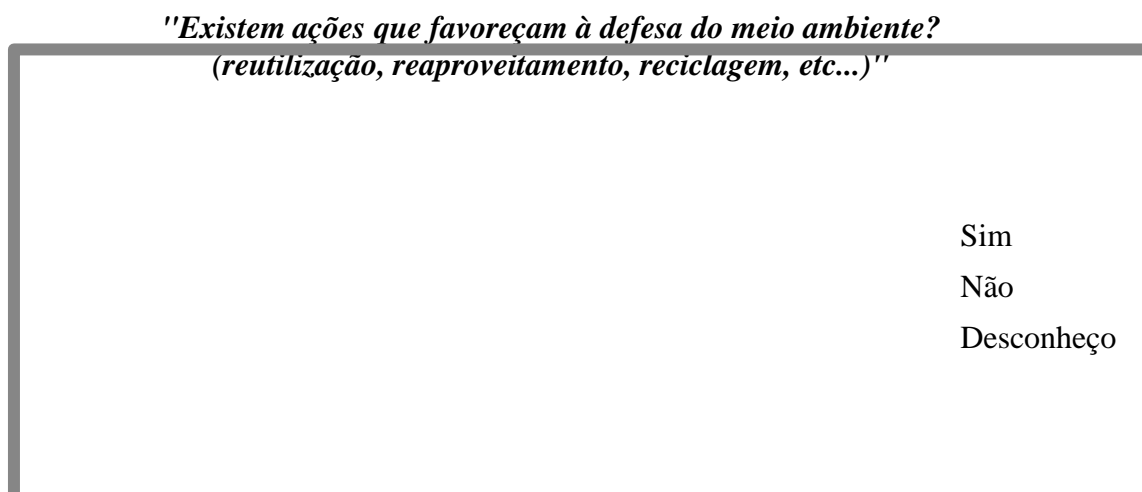 "Existem ações que favoreçam à defesa do meio ambiente?
(reutilização, reaproveitamento, reciclagem, etc...)"
Sim
Não
Desconheço